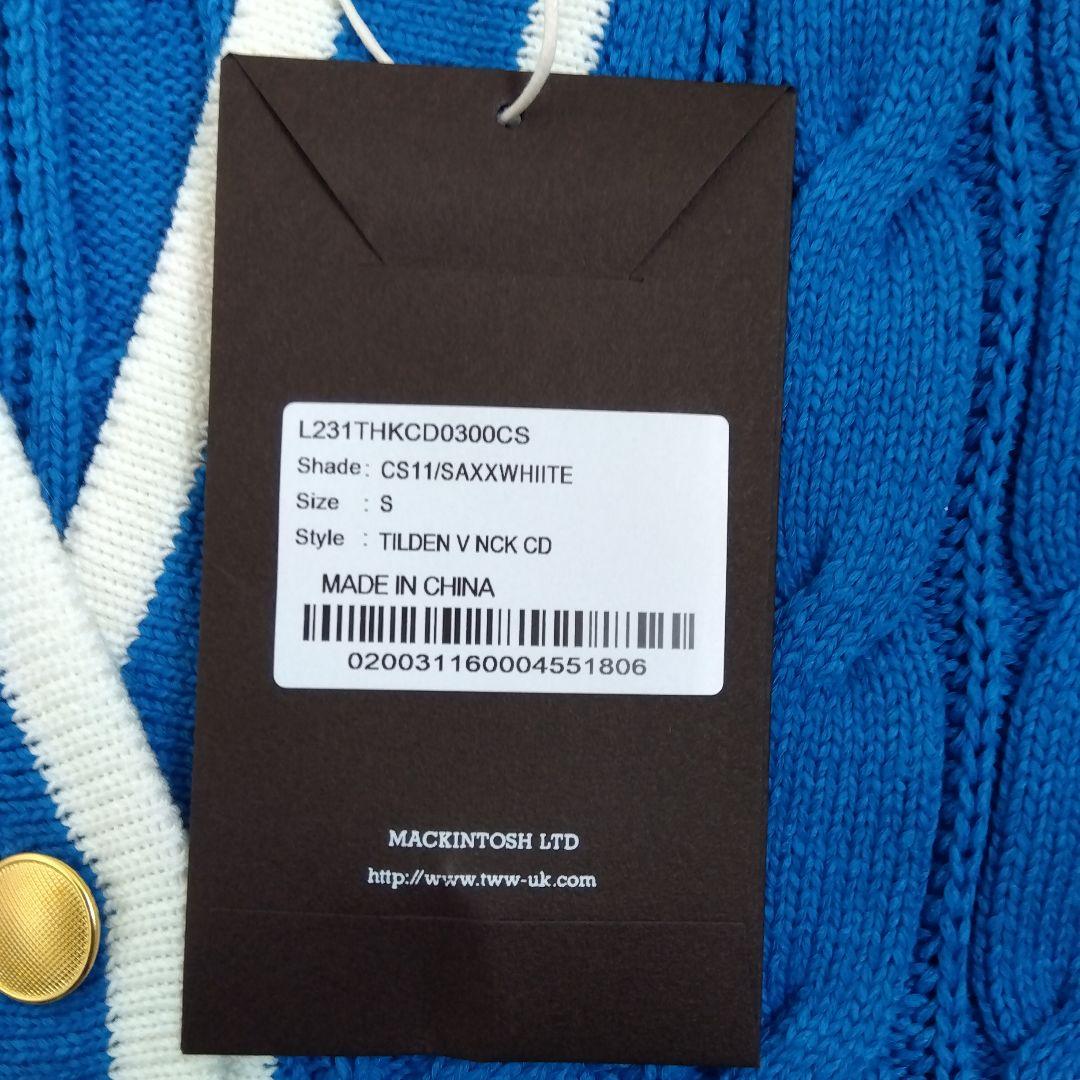 L231THKCD0300CS
Shade: CS11/SAXXWHIITE
Size : S
Style : TILDEN V NCK CD
MADE IN CHINA
020031160004551806
MACKINTOSH LTD
http://www.tww-uk.com